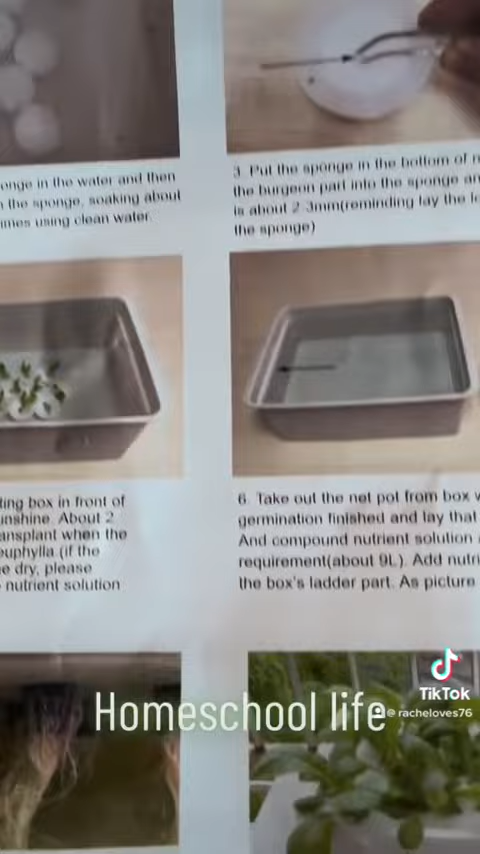 onge in the water and then
the sponge, soaking about
imes using clean water.
3 Put the sponge in the bottom of
the burgeon part into the sponge
is about 2-3mm(reminding lay the
the sponge)
ting box in front of
unshine. About 2
ansplant when the
euphylla.(if the
e dry, please
nutrient solution
6 Take out the net pot from box
germination finished and lay that
And compound nutrient solution
requirement(about 9L). Add
the box's ladder part. As picture
Homeschool life
TikTok
@racheloves76